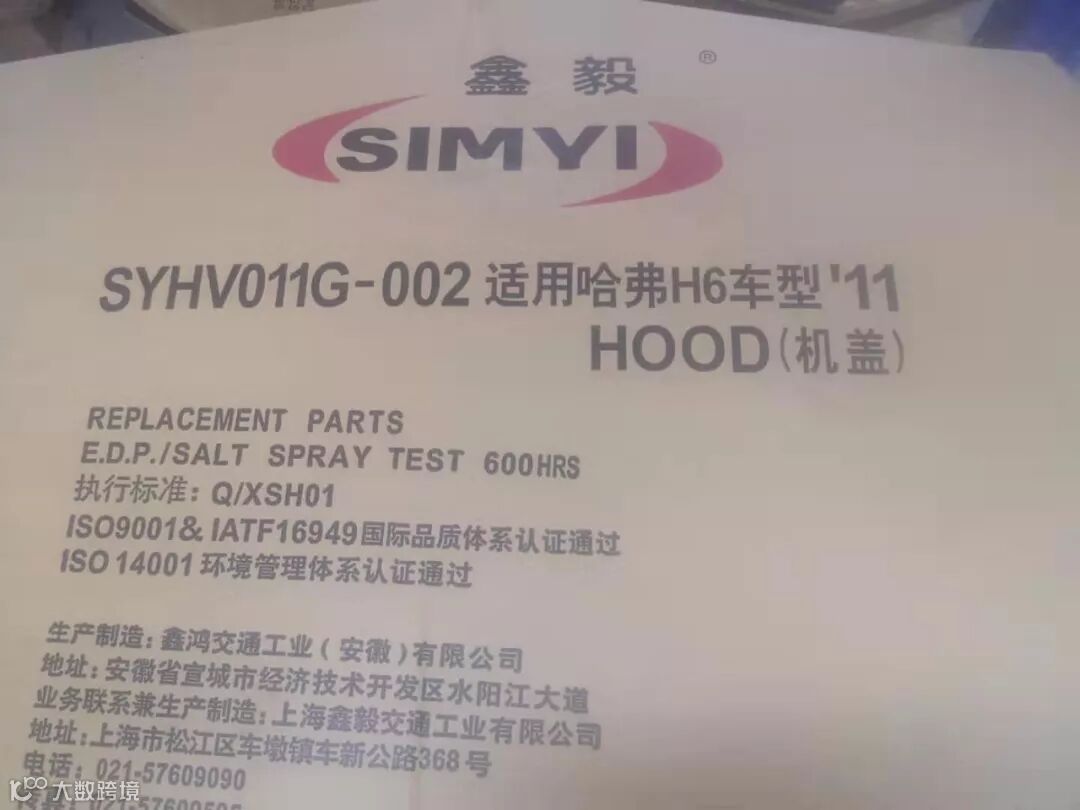 鑫毅®
SIMYI
SYHV011G-002 适用哈弗H6车型'11
HOOD(机盖)
REPLACEMENT PARTS
E.D.P./SALT SPRAY TEST 600HRS
执行标准:Q/XSH01
ISO9001& IATF16949国际品质体系认证通过
ISO 14001 环境管理体系认证通过
生产制造:鑫鸿交通工业(安徽)有限公司
地址:安徽省宣城市经济技术开发区水阳江大道
业务联系兼生产制造:上海鑫毅交通工业有限公司
地址:上海市松江区车墩镇车新公路368号
电话:021-57609090
大数跨境